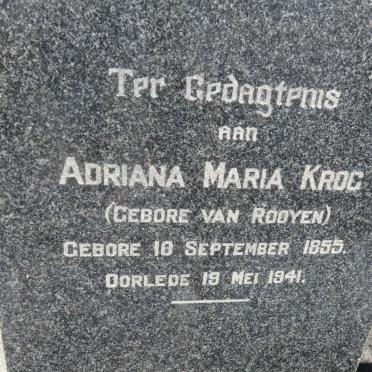 Ter Gedagtenis
aan
ADRIANA MARIA KROG
(GEBORE VAN ROOYEN)
GEBORE 10 SEPTEMBER 1855.
OORLEDE 19 MEI 1941.